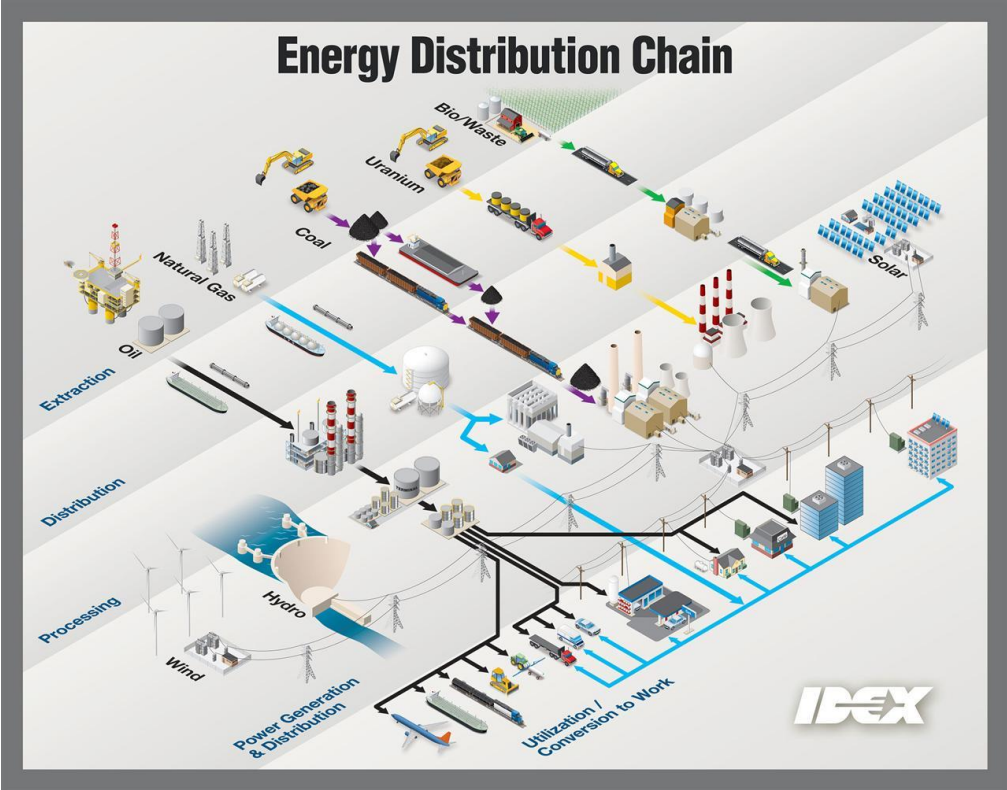 Energy Distribution Chain
Bio/Waste
Uranium
Coal
Natural Gas
Oil
Solar
Extraction
Distribution
Processing
Hydro
Wind
Power Generation
& Distribution
Utilization /
Conversion to Work
IDEX